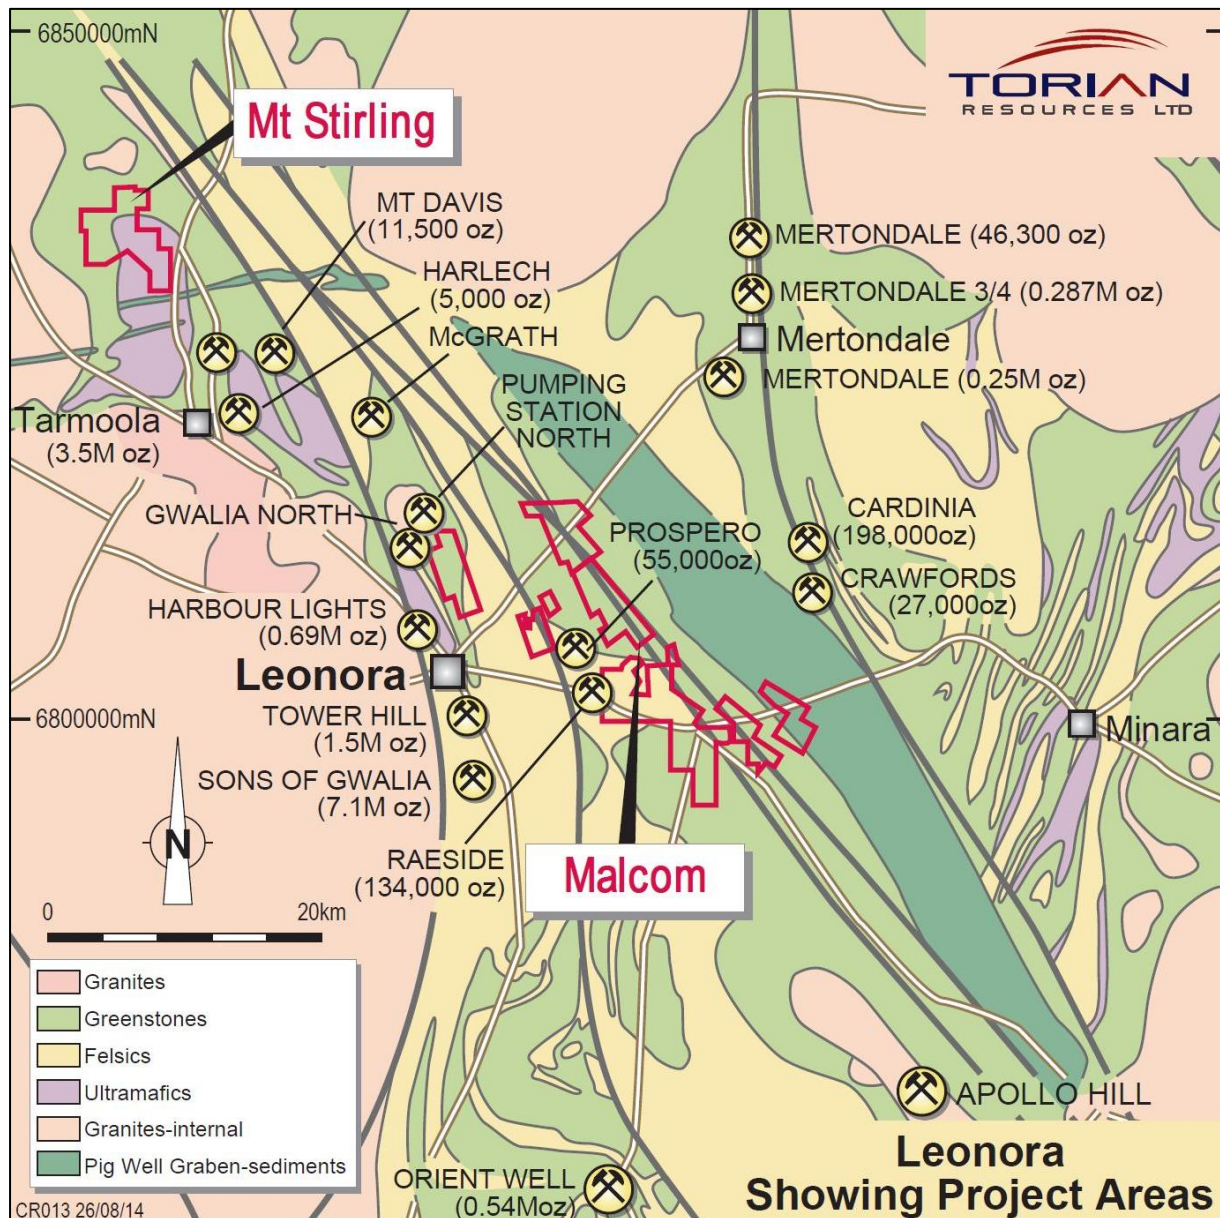 6850000mN
TORIAN
RESOURCES LTD
Mt Stirling
MT DAVIS
(11,500 oz)
HARLECH
(5,000 oz)
McGRATH
PUMPING
STATION
NORTH
MERTONDALE (46,300 oz)
MERTONDALE 3/4 (0.287M oz)
Mertondale
MERTONDALE (0.25M oz)
Tarmoola
(3.5M oz)
GWALIA NORTH
PROSPERO
(55,000oz)
CARDINIA
(198,000oz)
CRAWFORDS
(27,000oz)
HARBOUR LIGHTS
(0.69M oz)
Leonora
6800000mN
TOWER HILL
(1.5M oz)
Minara
SONS OF GWALIA
(7.1M oz)
N
RAESIDE
(134,000 oz)
Malcom
0 20km
Granites
Greenstones
Felsics
Ultramafics
Granites-internal
Pig Well Graben-sediments
APOLLO HILL
ORIENT WELL
(0.54Moz)
Leonora
Showing Project Areas
CR013 26/08/14